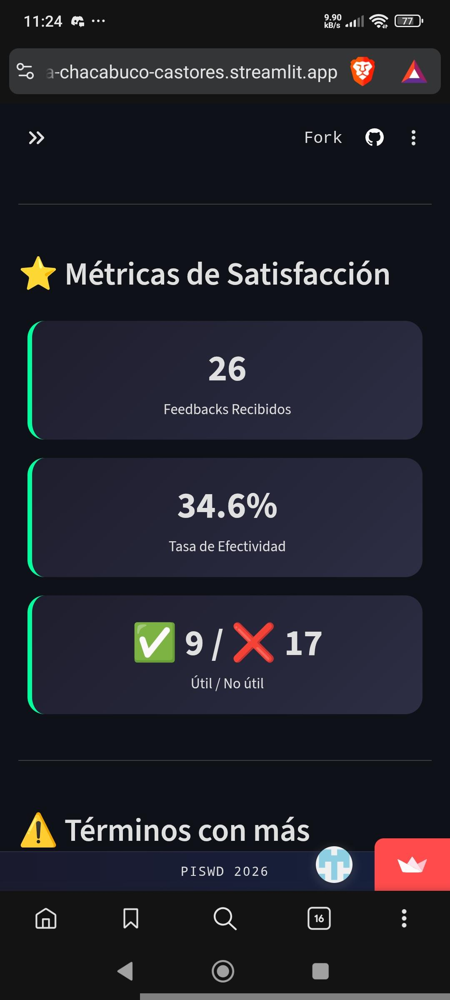 11:24
9.90
kB/s
77
a-chacabuco-castores.streamlit.app
Fork
Métricas de Satisfacción
26
Feedbacks Recibidos
34.6%
Tasa de Efectividad
9 / 17
Útil / No útil
Términos con más
PISWD 2026
16